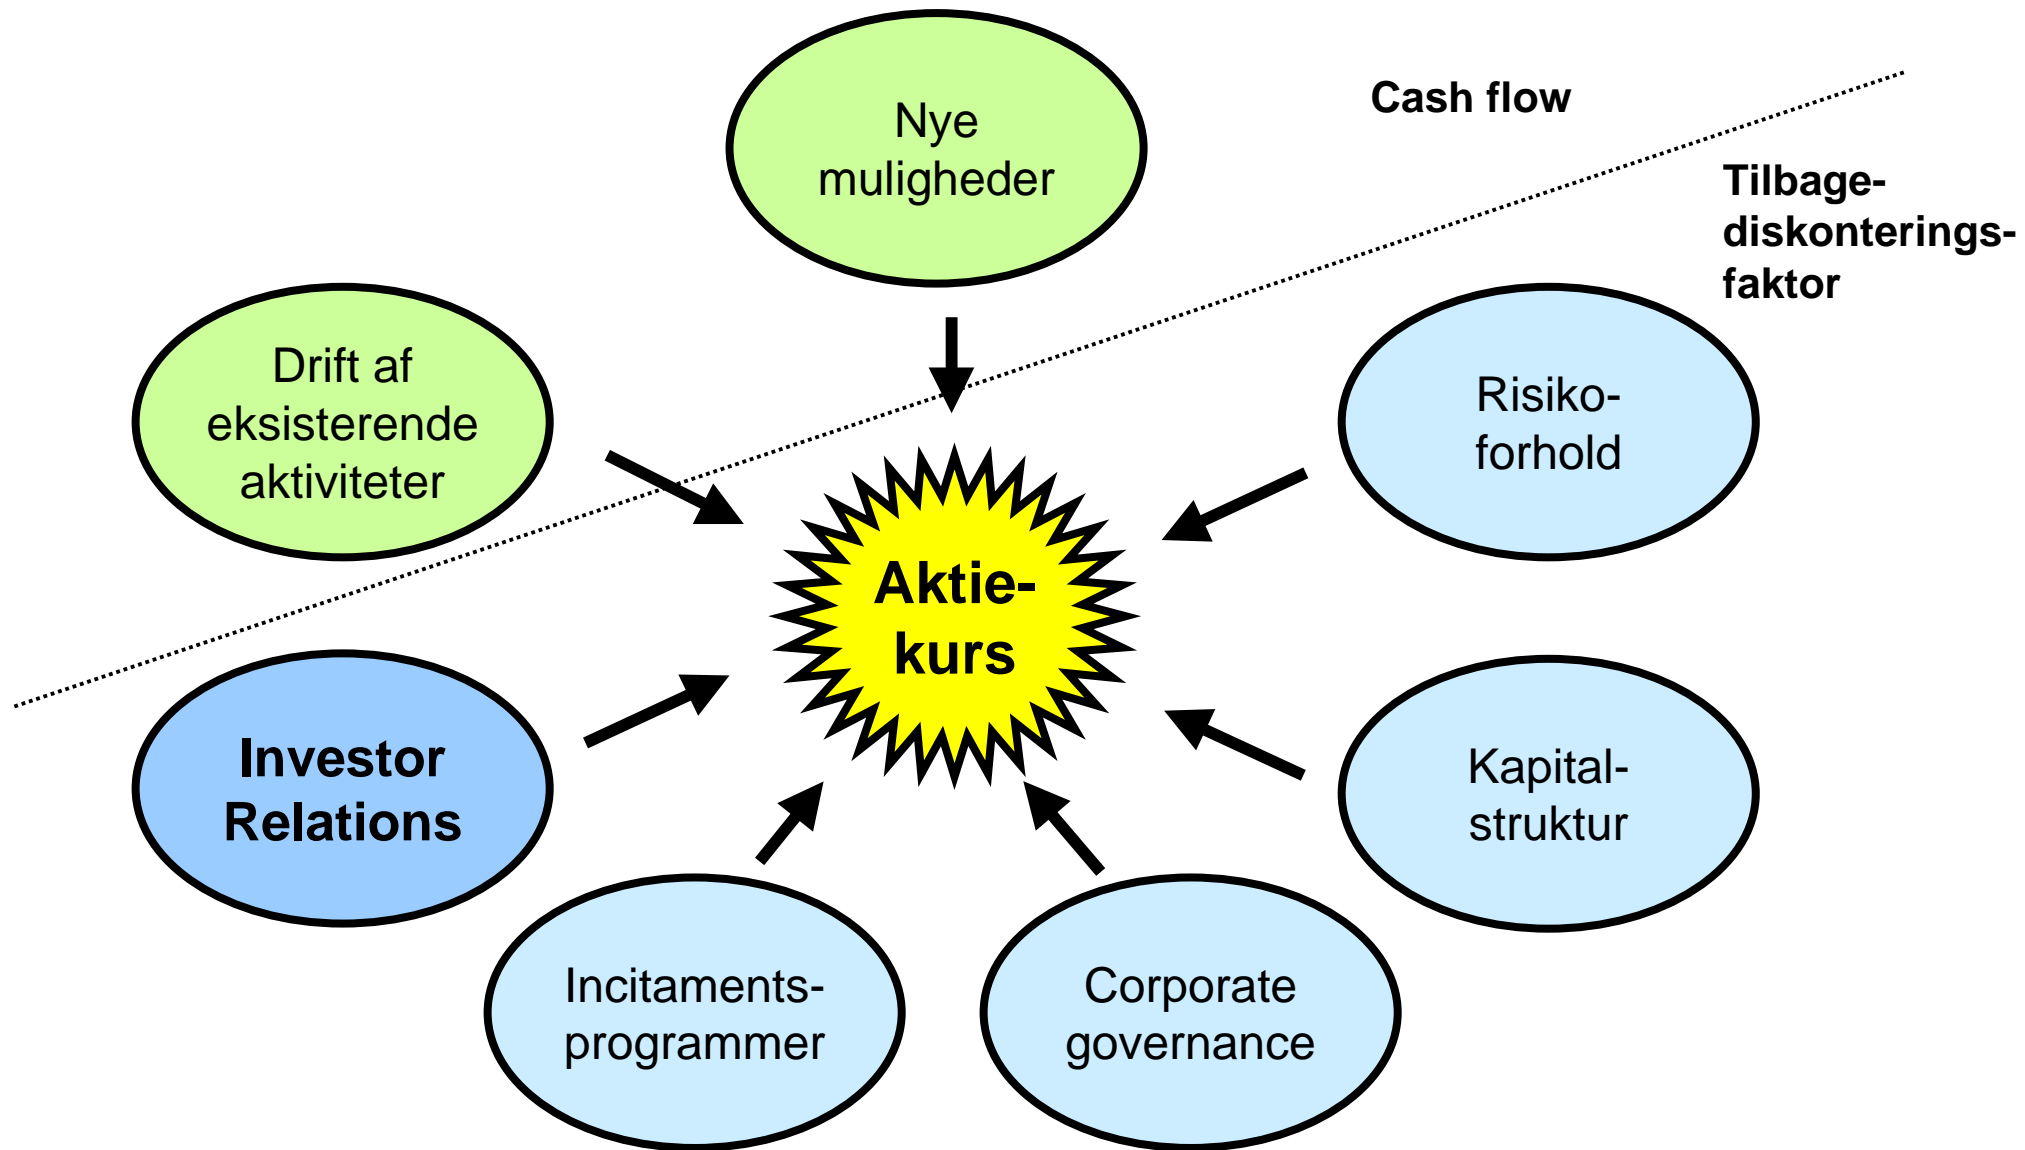 Nye
muligheder
Cash flow
Tilbage-
diskonterings-
faktor
Drift af
eksisterende
aktiviteter
Risiko-
forhold
Aktie-
kurs
Investor
Relations
Kapital-
struktur
Incitaments-
programmer
Corporate
governance